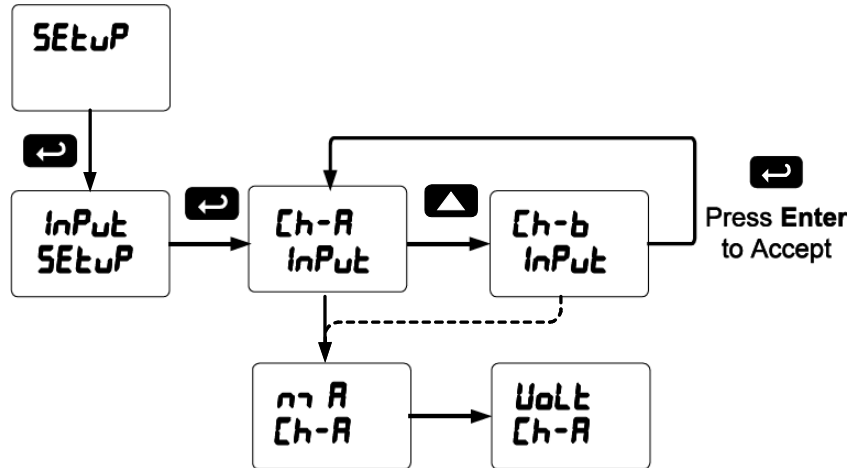 SEtuP
InPut
SEtuP
Ch-A
InPut
Ch-b
InPut
Press Enter
to Accept
mA
Ch-A
VoLt
Ch-A